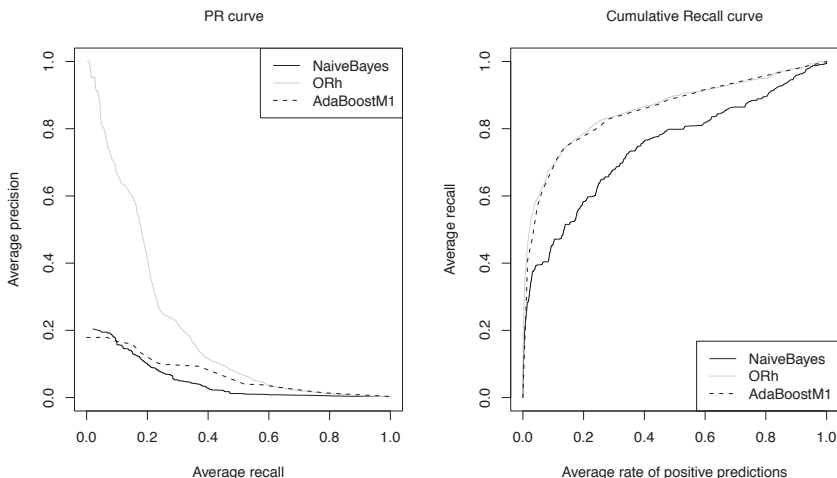 PR curve
Average precision
0.0 0.2 0.4 0.6 0.8 1.0
NaiveBayes
ORh
AdaBoostM1
0.0 0.2 0.4 0.6 0.8 1.0
Average recall
Cumulative Recall curve
Average recall
0.0 0.2 0.4 0.6 0.8 1.0
NaiveBayes
ORh
AdaBoostM1
0.0 0.2 0.4 0.6 0.8 1.0
Average rate of positive predictions